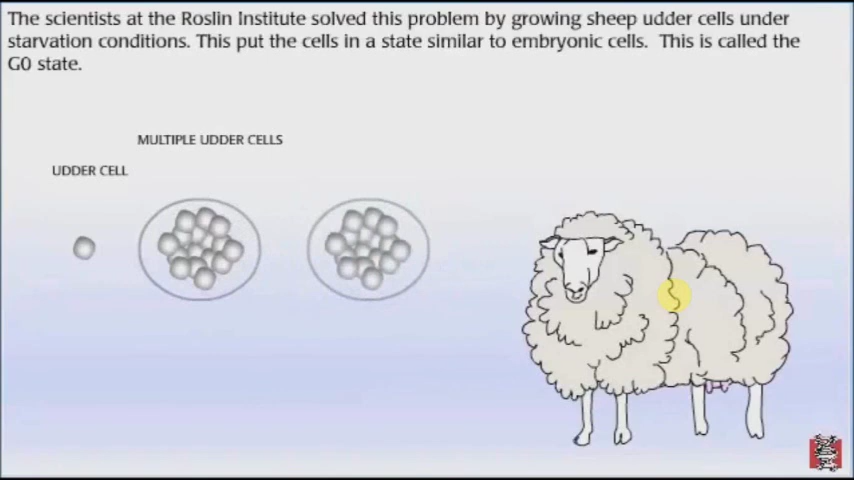 The scientists at the Roslin Institute solved this problem by growing sheep udder cells under
starvation conditions. This put the cells in a state similar to embryonic cells.  This is called the
G0 state.
MULTIPLE UDDER CELLS
UDDER CELL